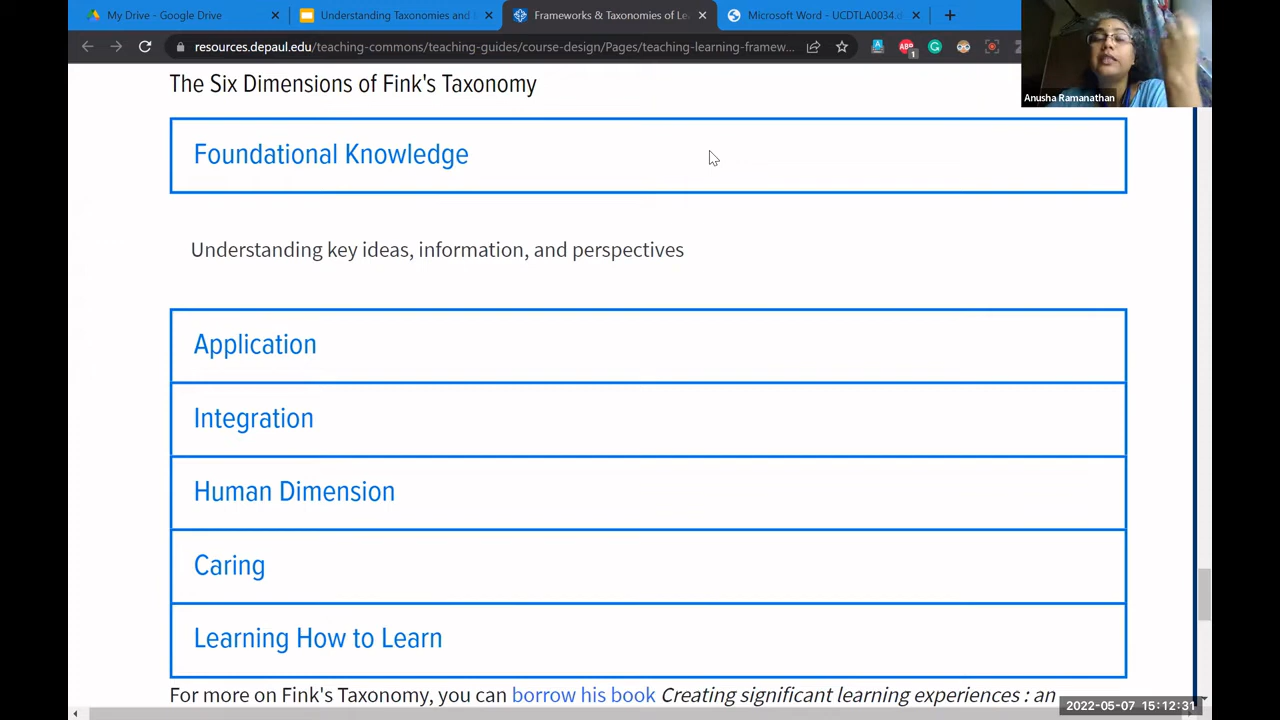 My Drive - Google Drive
Understanding Taxonomies and
Frameworks & Taxonomies of Le
Microsoft Word - UCDTLA0034.d
resources.depaul.edu/teaching-commons/teaching-guides/course-design/Pages/teaching-learning-framew...
ABP
1
Anusha Ramanathan
The Six Dimensions of Fink's Taxonomy
Foundational Knowledge
Understanding key ideas, information, and perspectives
Application
Integration
Human Dimension
Caring
Learning How to Learn
For more on Fink's Taxonomy, you can borrow his book Creating significant learning experiences : an
2022-05-07 15:12:31